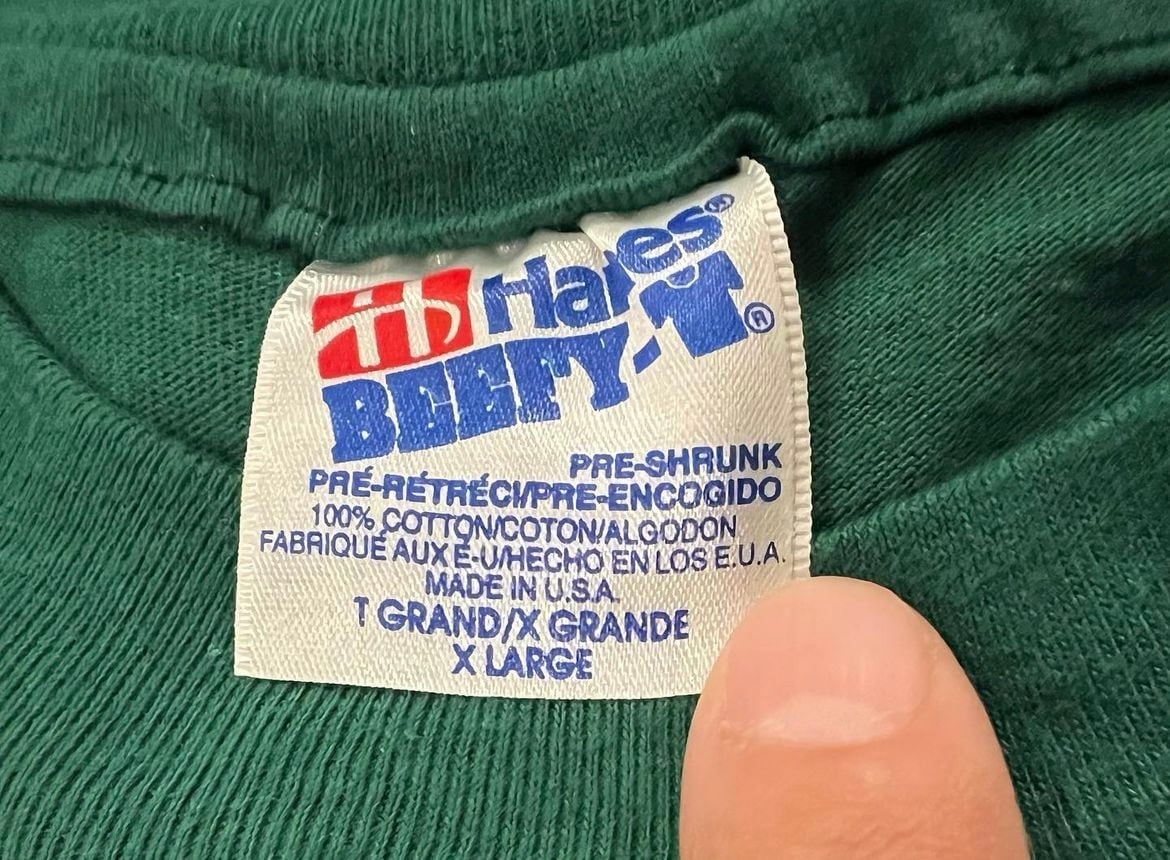 Hanes®
BEEFY-T®
PRE-SHRUNK
PRÉ-RÉTRÉCI/PRE-ENCOGIDO
100% COTTON/COTON/ALGODON
FABRIQUÉ AUX É-U/HECHO EN LOS E.U.A.
MADE IN U.S.A.
T GRAND/X GRANDE
X LARGE